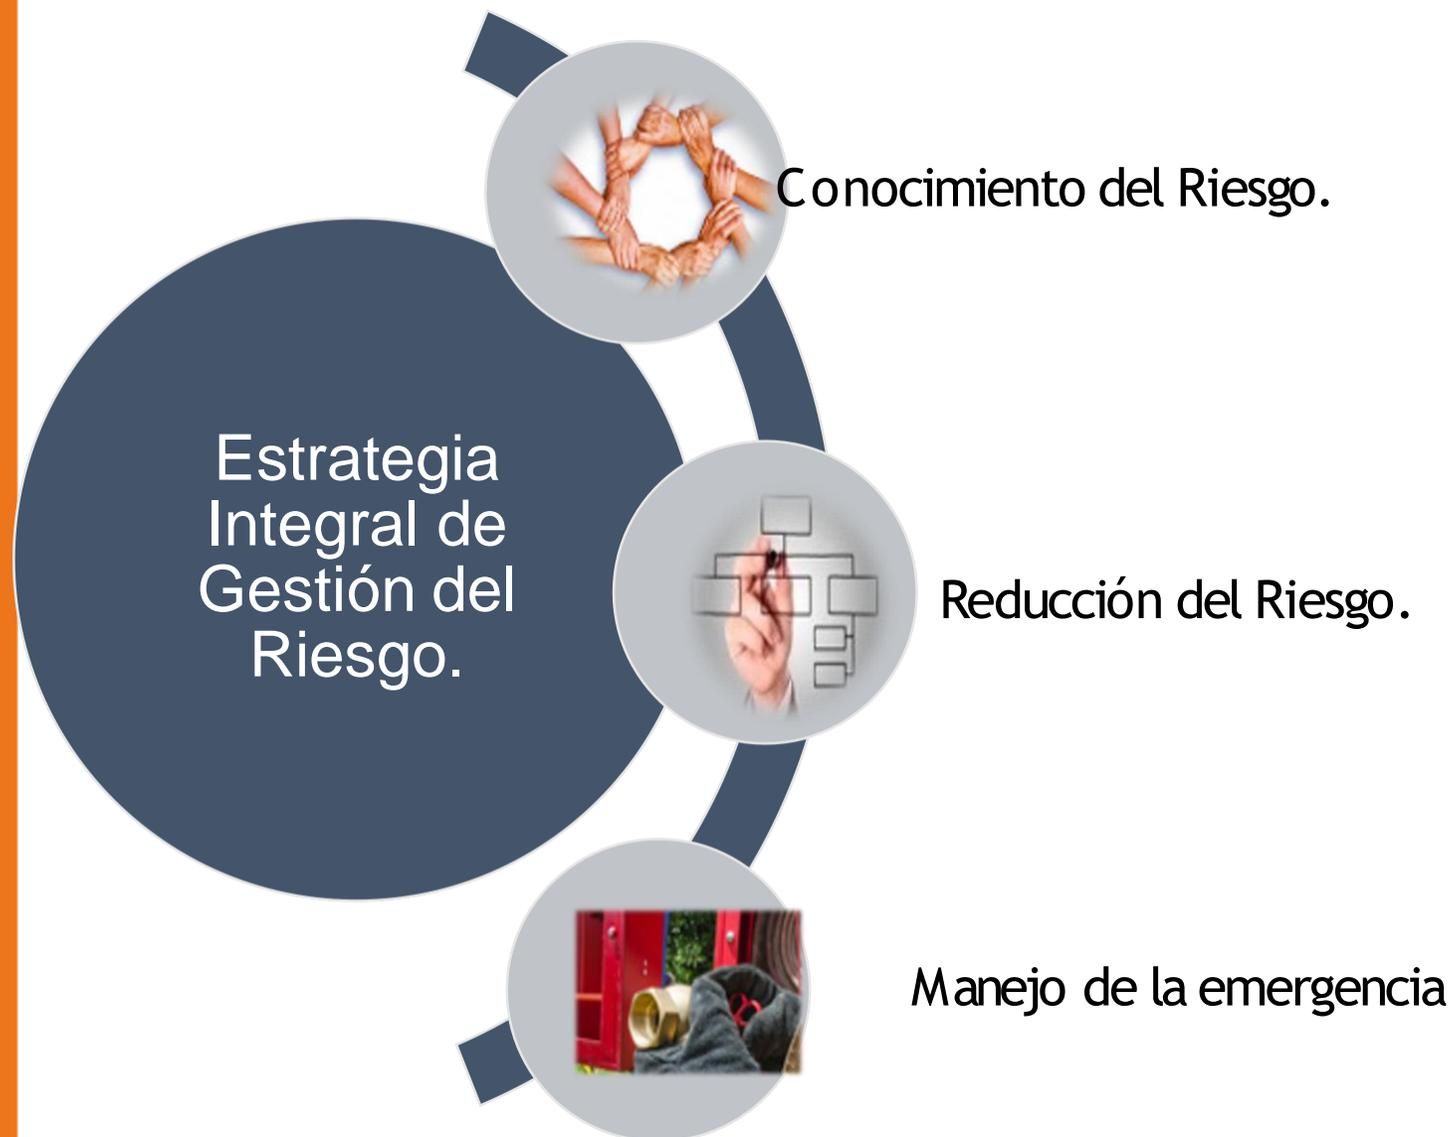 Conocimiento del Riesgo.
Estrategia
Integral de
Gestión del
Riesgo.
Reducción del Riesgo.
Manejo de la emergencia